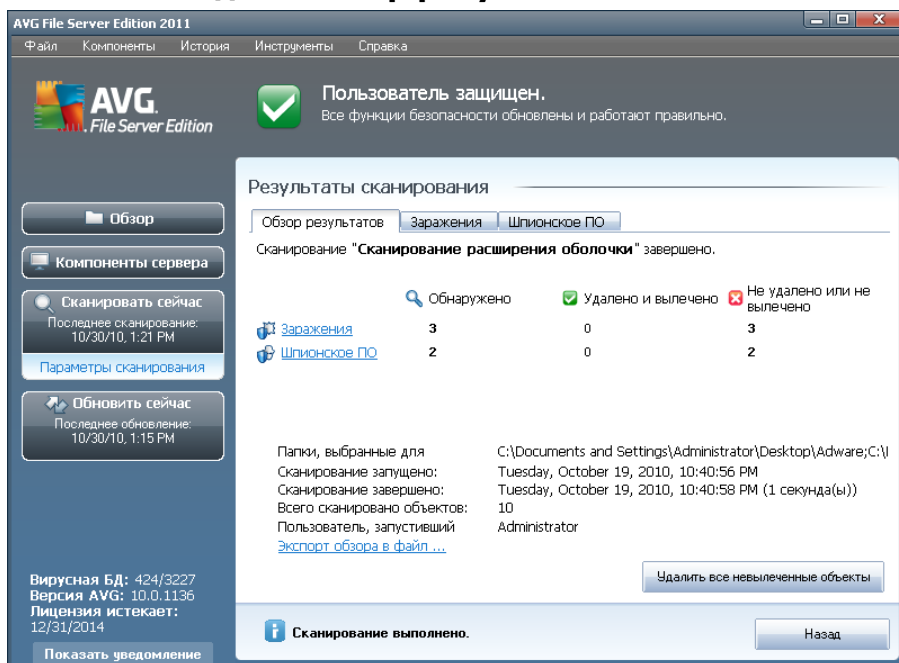 AVG File Server Edition 2011
Файл Компоненты История Инструменты Справка
AVG.
File Server Edition
Пользователь защищен.
Все функции безопасности обновлены и работают правильно.
Обзор
Компоненты сервера
Сканировать сейчас
Последнее сканирование:
10/30/10, 1:21 PM
Параметры сканирования
Обновить сейчас
Последнее обновление:
10/30/10, 1:15 PM
Вирусная БД: 424/3227
Версия AVG: 10.0.1136
Лицензия истекает:
12/31/2014
Показать уведомление
Результаты сканирования
Обзор результатов Заражения Шпионское ПО
Сканирование "Сканирование расширения оболочки" завершено.
Обнаружено Удалено и вылечено Не удалено или не
вылечено
Заражения 3 0 3
Шпионское ПО 2 0 2
Папки, выбранные для C:\Documents and Settings\Administrator\Desktop\Adware;C:\
Сканирование запущено: Tuesday, October 19, 2010, 10:40:56 PM
Сканирование завершено: Tuesday, October 19, 2010, 10:40:58 PM (1 секунда(ы))
Всего сканировано объектов: 10
Пользователь, запустивший Administrator
Экспорт обзора в файл ...
Удалить все невылеченные объекты
Сканирование выполнено.
Назад